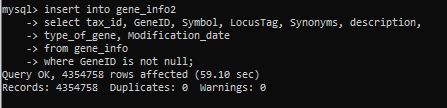 mysql> insert into gene_info2
    -> select tax_id, GeneID, Symbol, LocusTag, Synonyms, description,
    -> type_of_gene, Modification_date
    -> from gene_info
    -> where GeneID is not null;
Query OK, 4354758 rows affected (59.10 sec)
Records: 4354758  Duplicates: 0  Warnings: 0